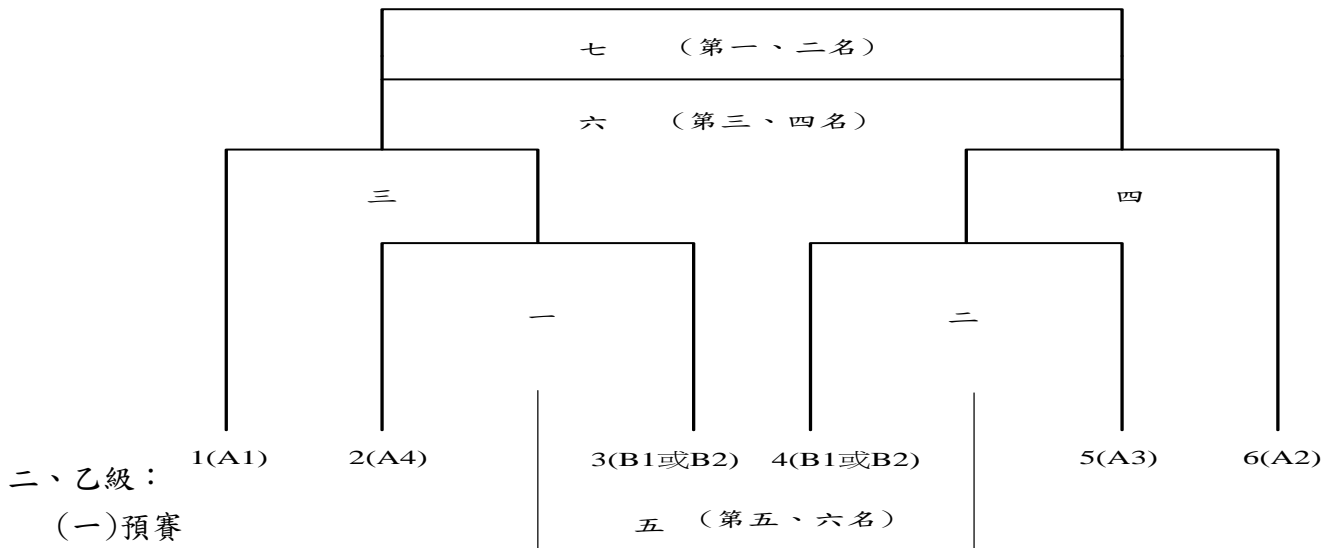 七 （第一、二名）
六 （第三、四名）
三 四
一 二
1(A1) 2(A4) 3(B1或B2) 4(B1或B2) 5(A3) 6(A2)
二、乙級：
(一)預賽 五 （第五、六名）